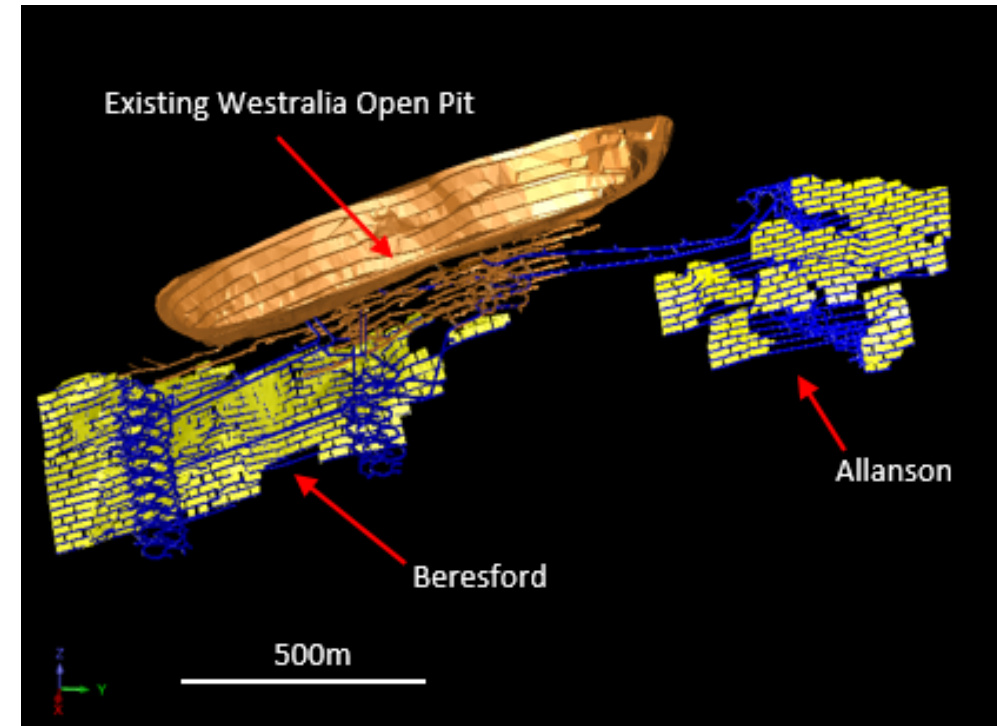 Existing Westralia Open Pit
Allanson
Beresford
500m
Z
Y
X